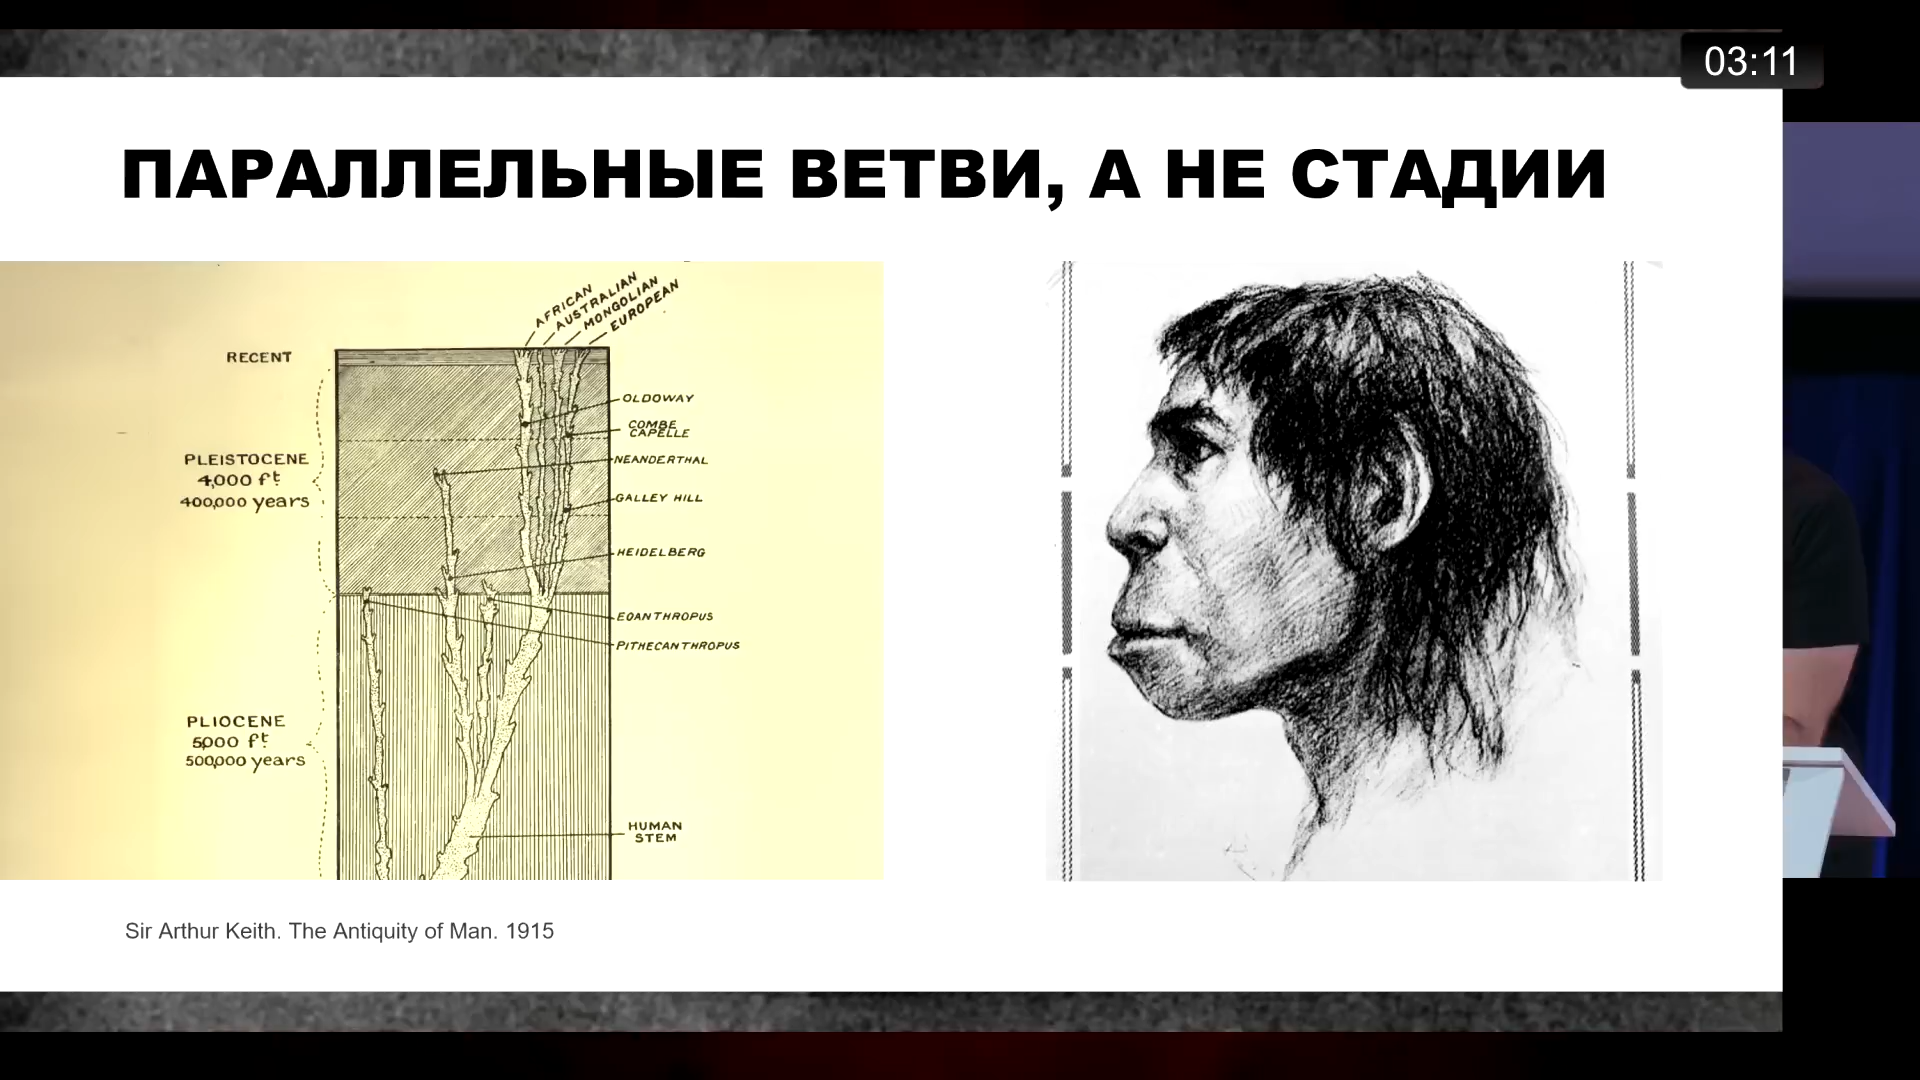 03:11
ПАРАЛЛЕЛЬНЫЕ ВЕТВИ, А НЕ СТАДИИ
AFRICAN
AUSTRALIAN
MONGOLIAN
EUROPEAN
RECENT
OLDOWAY
COMBE
CAPELLE
PLEISTOCENE
4,000 ft
400,000 years
NEANDERTHAL
GALLEY HILL
HEIDELBERG
EOANTHROPUS
PITHECANTHROPUS
PLIOCENE
5000 ft
500,000 years
HUMAN
STEM
Sir Arthur Keith. The Antiquity of Man. 1915